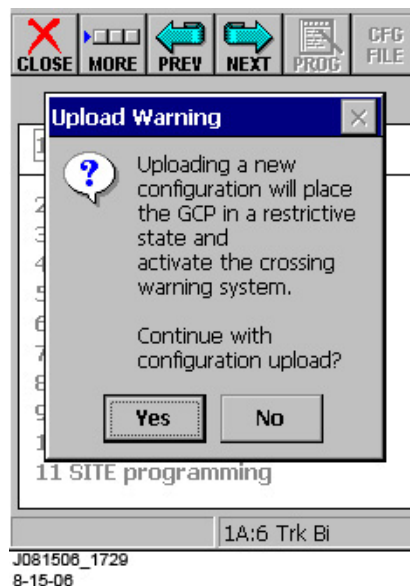 CLOSE MORE PREV NEXT PROG CFG FILE
Upload Warning
Uploading a new
configuration will place
the GCP in a restrictive
state and
activate the crossing
warning system.
Continue with
configuration upload?
Yes No
11 SITE programming
1A:6 Trk Bi
J081506_1729
8-15-06